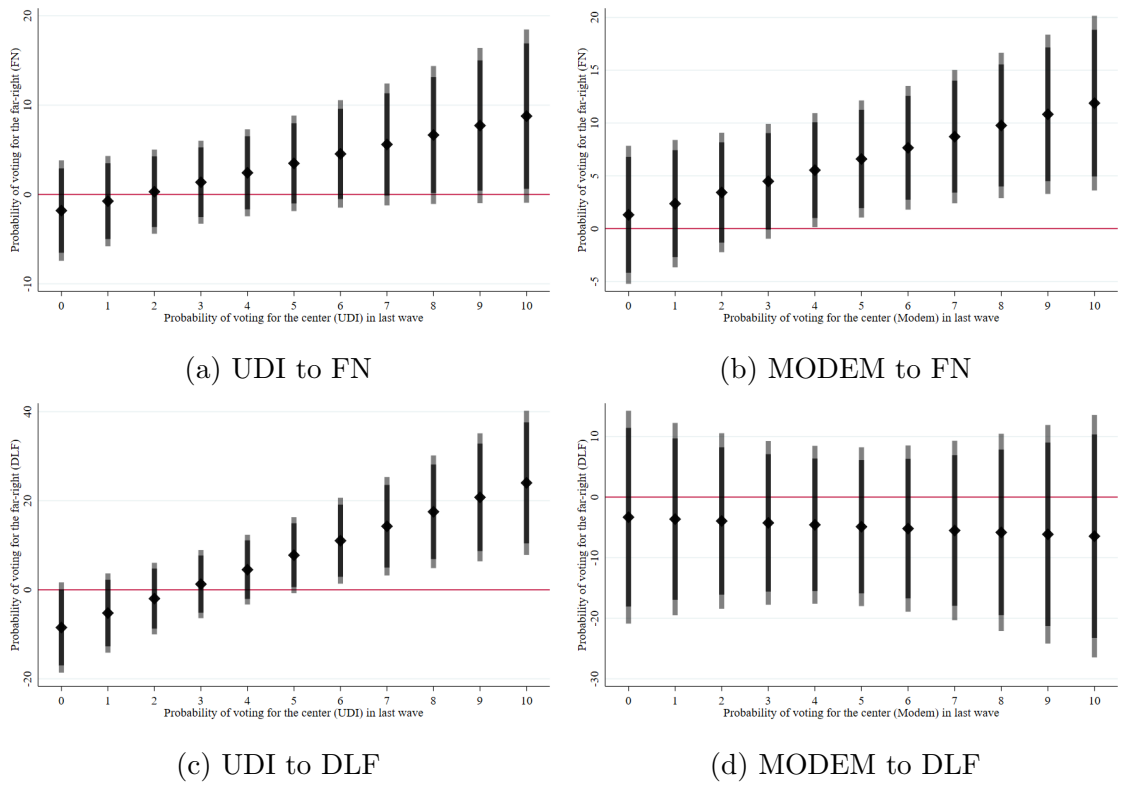 Probability of voting for the far-right (FN)
20
10
0
-10
0 1 2 3 4 5 6 7 8 9 10
Probability of voting for the center (UDI) in last wave
(a) UDI to FN
Probability of voting for the far-right (FN)
20
15
10
5
0
-5
0 1 2 3 4 5 6 7 8 9 10
Probability of voting for the center (Modem) in last wave
(b) MODEM to FN
Probability of voting for the far-right (DLF)
40
20
0
-20
0 1 2 3 4 5 6 7 8 9 10
Probability of voting for the center (UDI) in last wave
(c) UDI to DLF
Probability of voting for the far-right (DLF)
10
0
-10
-20
-30
0 1 2 3 4 5 6 7 8 9 10
Probability of voting for the center (Modem) in last wave
(d) MODEM to DLF